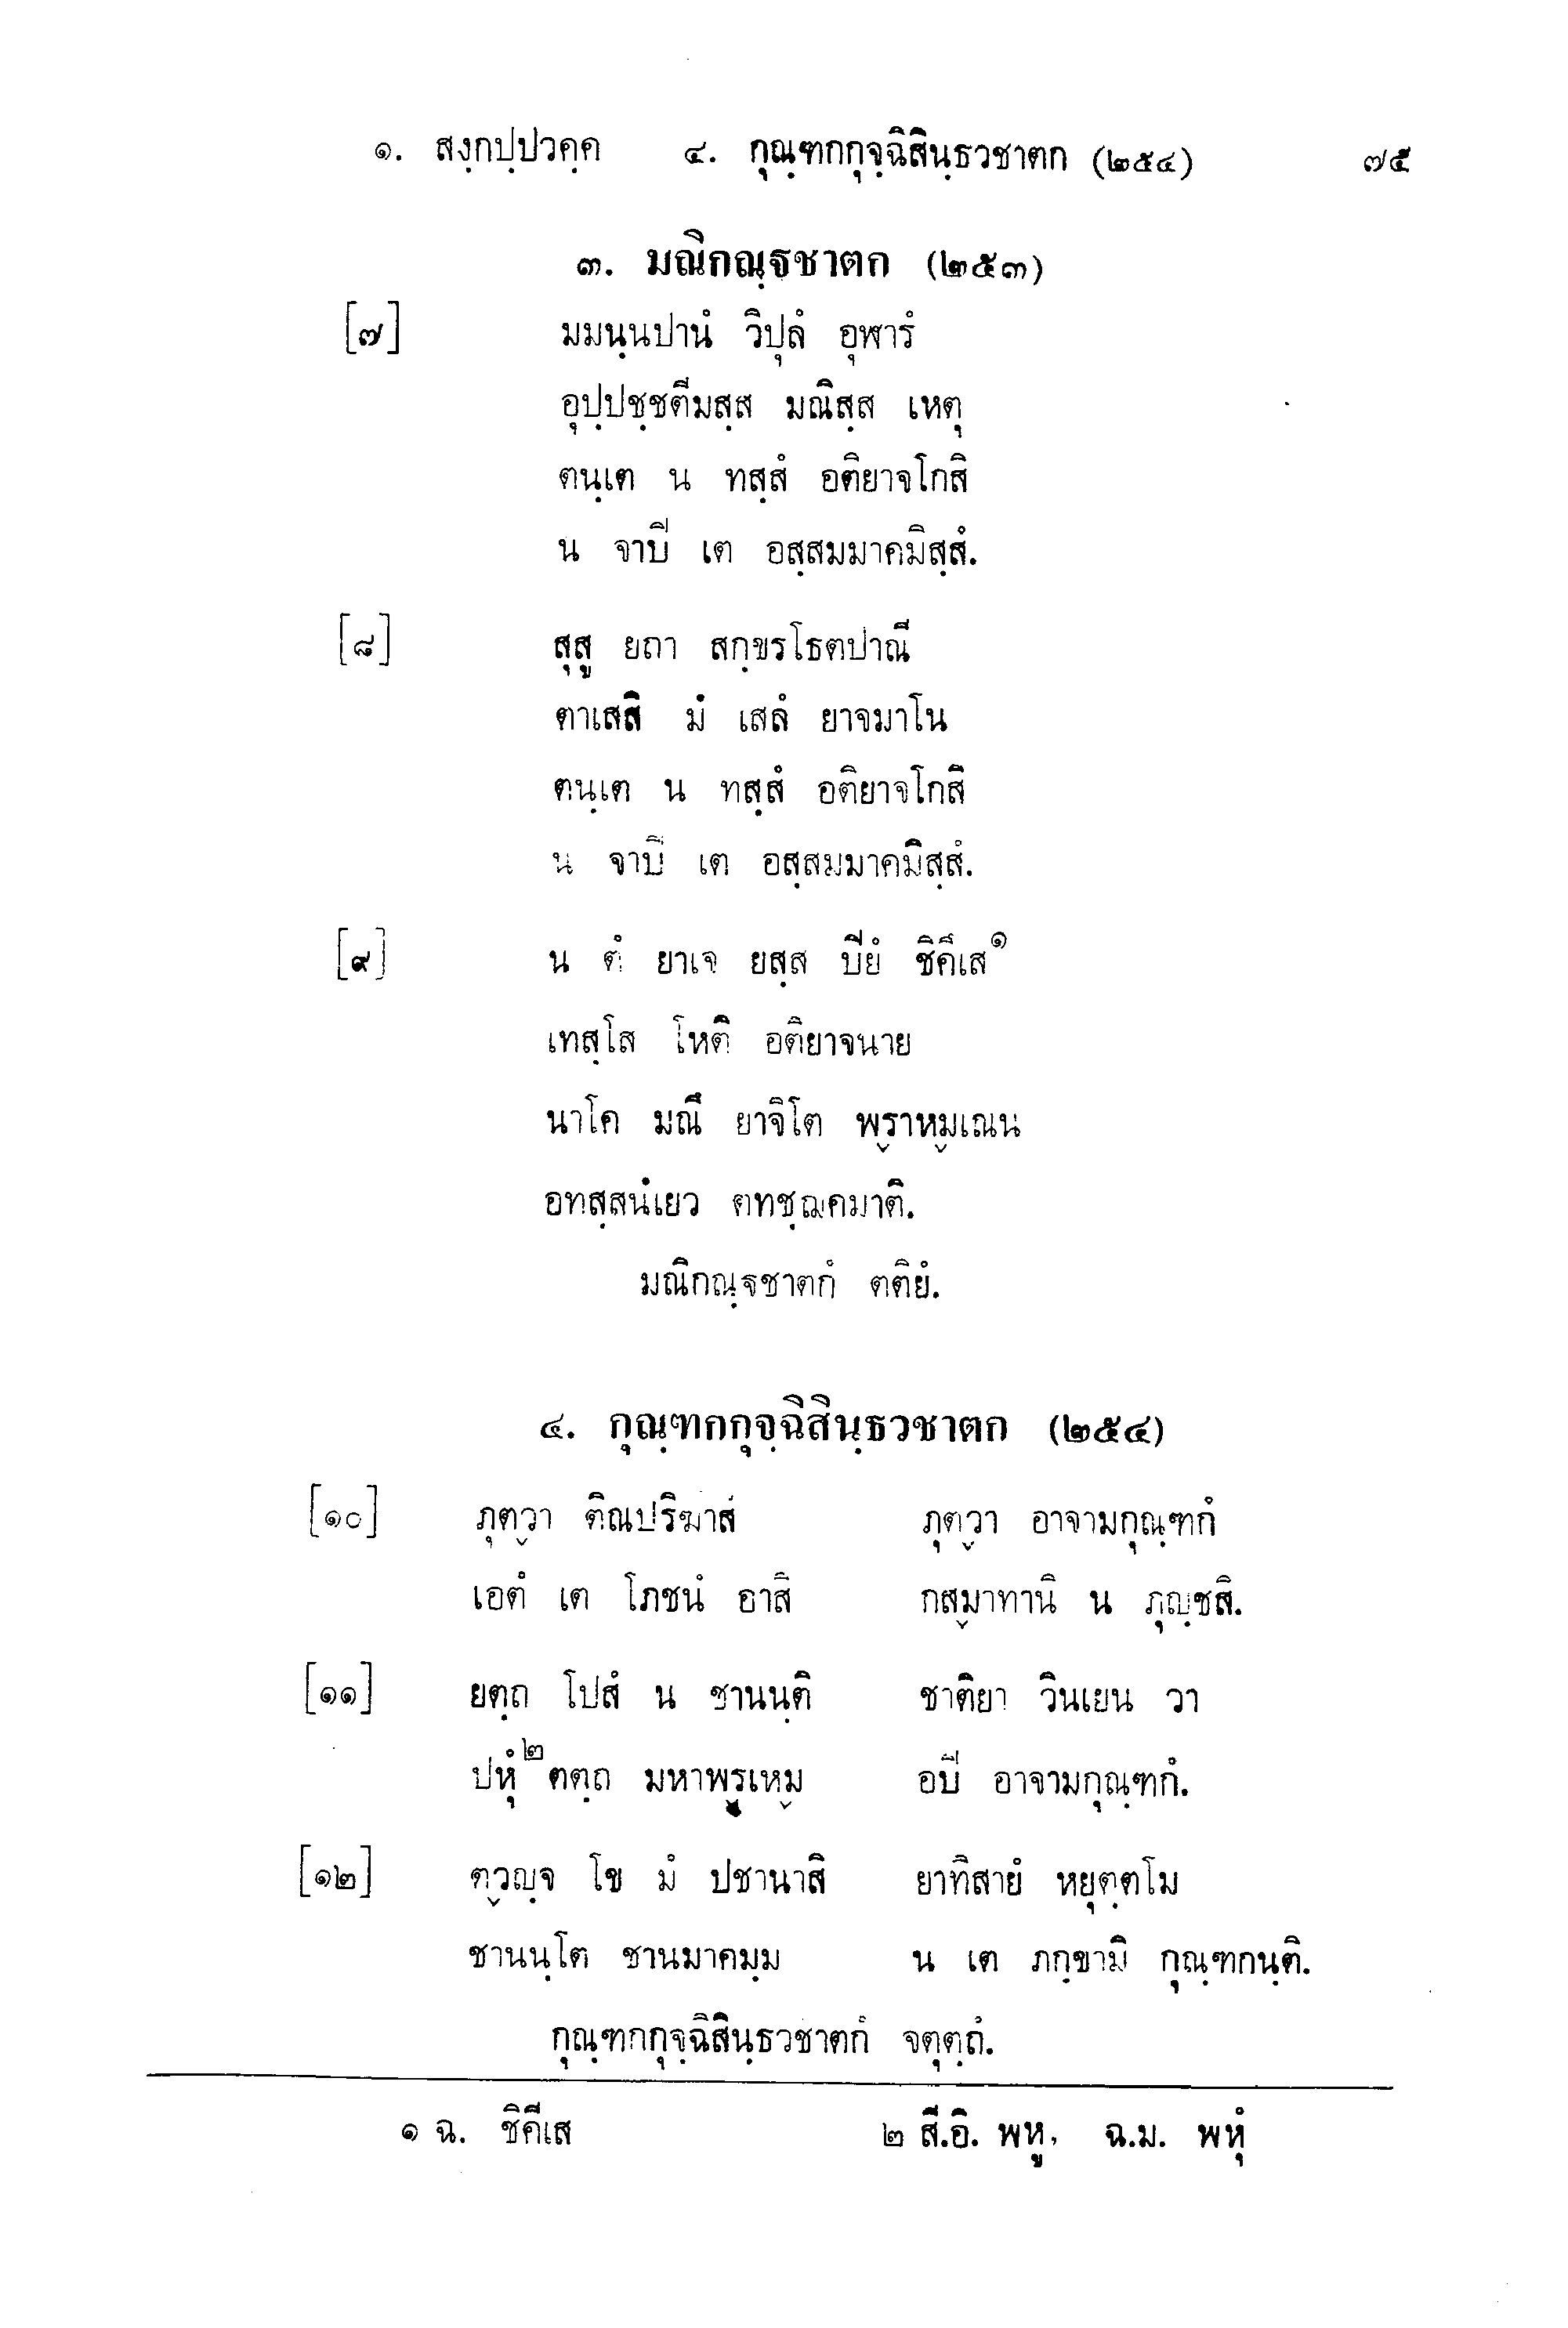 ๑. สงฺกปฺปวคฺค ๔. กุณฺฑกกุจฺฉิสินฺธวชาตก (๒๕๔) ๗๕
๓. มณิกณฺฐชาตก (๒๕๓)
[๗] มมนฺนปานํ วิปุลํ อุฬารํ
อุปฺปชฺชตีมสฺส มณิสฺส เหตุ
ตนฺเต น ทสฺสํ อติยาจโกสิ
น จาปิ เต อสฺสมมาคมิสฺสํ.
[๘] สุสู ยถา สกฺขรโธตปาณี
ตาเสสิ มํ เสลํ ยาจมาโน
ตนฺเต น ทสฺสํ อติยาจโกสิ
น จาปิ เต อสฺสมมาคมิสฺสํ.
[๙] น ตํ ยาเจ ยสฺส ปิยํ ชิคึเส๑
เทสฺโส โหติ อติยาจนาย
นาโค มณึ ยาจิโต พฺราหฺมเณน
อทสฺสนํเยว ตทชฺฌคมาติ.
มณิกณฺฐชาตกํ ตติยํ.
๔. กุณฺฑกกุจฺฉิสินฺธวชาตก (๒๕๔)
[๑๐] ภุตฺวา ติณปริฆาสํ ภุตฺวา อาจามกุณฺฑกํ
เอตํ เต โภชนํ อาสิ กสฺมาทานิ น ภุญฺชสิ.
[๑๑] ยตฺถ โปสํ น ชานนฺติ ชาติยา วินเยน วา
ปหุํ๒ ตตฺถ มหาพฺรเหฺม อปิ อาจามกุณฺฑกํ.
[๑๒] ตฺวญฺจ โข มํ ปชานาสิ ยาทิสายํ หยุตฺตโม
ชานนฺโต ชานมาคมฺม น เต ภกฺขามิ กุณฺฑกนฺติ.
กุณฺฑกกุจฺฉิสินฺธวชาตกํ จตุตฺถํ.
๑ ฉ. ชิคีเส ๒ สี.อิ. พหู, ฉ.ม. พหุํ